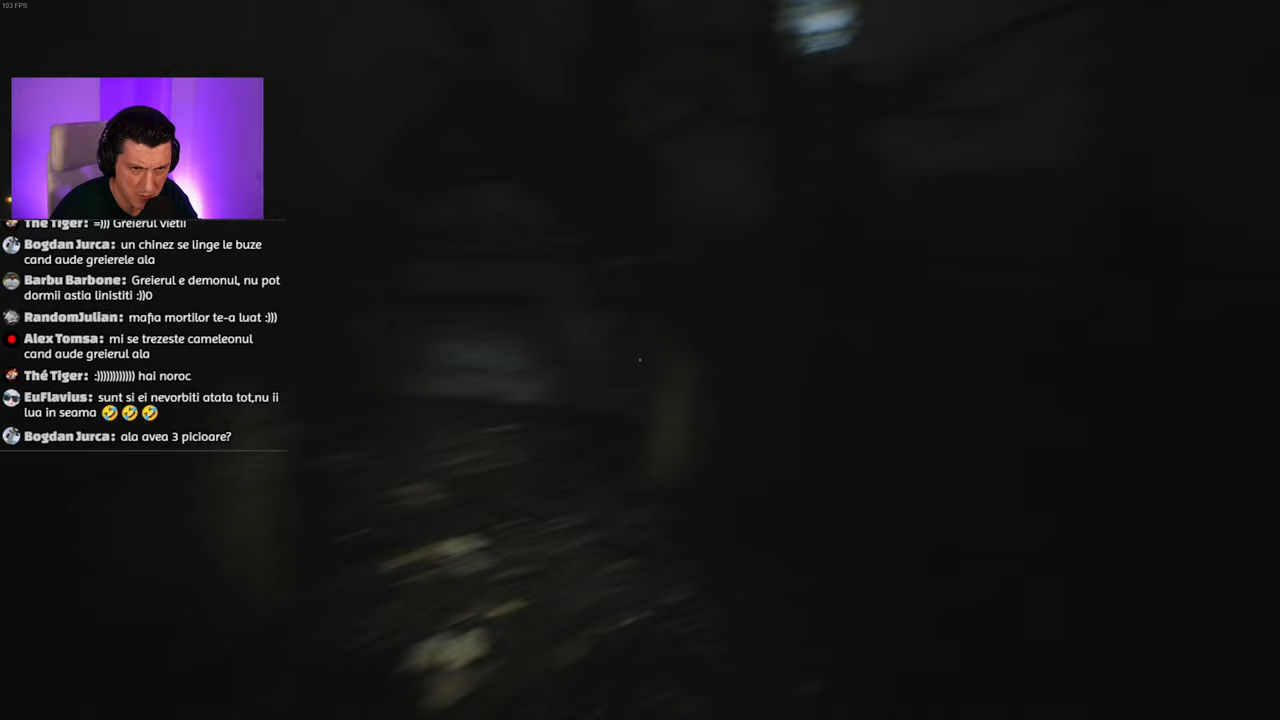 103 FPS
Thé Tiger: =))) Greierul vietii
Bogdan Jurca: un chinez se linge le buze
cand aude greierele ala
Barbu Barbone: Greierul e demonul, nu pot
dormii astia linistiti :))0
RandomJulian: mafia mortilor te-a luat :)))
Alex Tomsa: mi se trezeste cameleonul
cand aude greierul ala
Thé Tiger: :))))))))))) hai noroc
EuFlavius: sunt si ei nevorbiti atata tot,nu ii
lua in seama 🤣 🤣 🤣
Bogdan Jurca: ala avea 3 picioare?